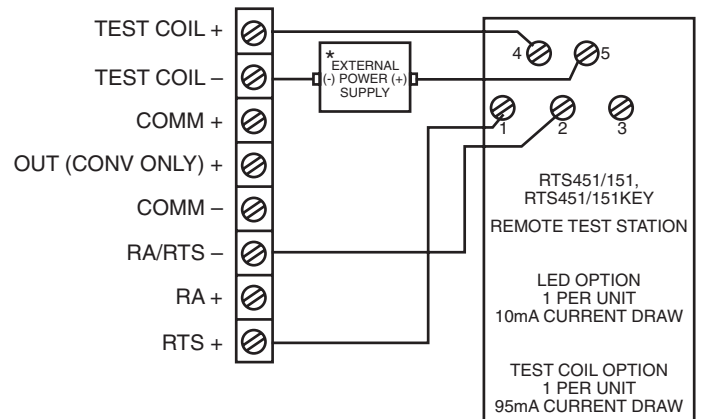 TEST COIL +
TEST COIL –
COMM +
OUT (CONV ONLY) +
COMM –
RA/RTS –
RA +
RTS +
*
EXTERNAL
(-) POWER (+)
SUPPLY
4
5
1
2
3
RTS451/151,
RTS451/151KEY
REMOTE TEST STATION
LED OPTION
1 PER UNIT
10mA CURRENT DRAW
TEST COIL OPTION
1 PER UNIT
95mA CURRENT DRAW